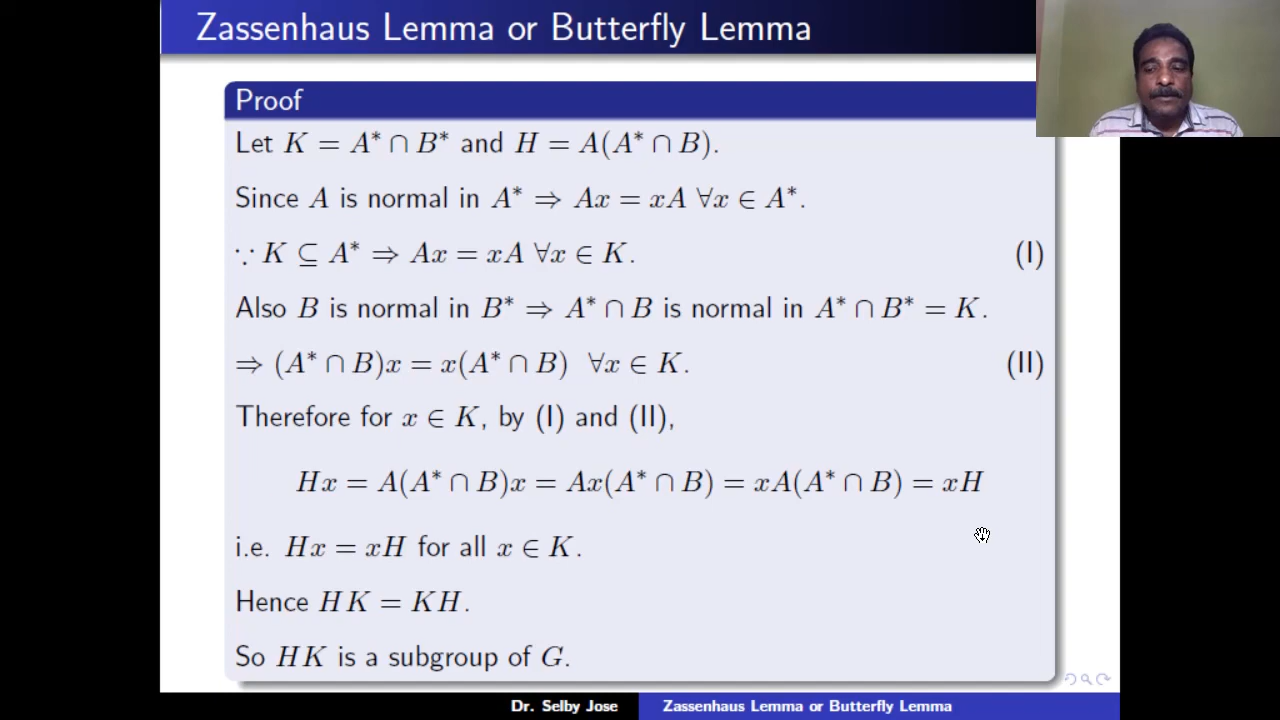 Zassenhaus Lemma or Butterfly Lemma
Proof
Let K = A* ∩ B* and H = A(A* ∩ B).
Since A is normal in A* ⇒ Ax = xA ∀x ∈ A*.
∵ K ⊆ A* ⇒ Ax = xA ∀x ∈ K. (I)
Also B is normal in B* ⇒ A* ∩ B is normal in A* ∩ B* = K.
⇒ (A* ∩ B)x = x(A* ∩ B) ∀x ∈ K. (II)
Therefore for x ∈ K, by (I) and (II),
Hx = A(A* ∩ B)x = Ax(A* ∩ B) = xA(A* ∩ B) = xH
i.e. Hx = xH for all x ∈ K.
Hence HK = KH.
So HK is a subgroup of G.
Dr. Selby Jose Zassenhaus Lemma or Butterfly Lemma